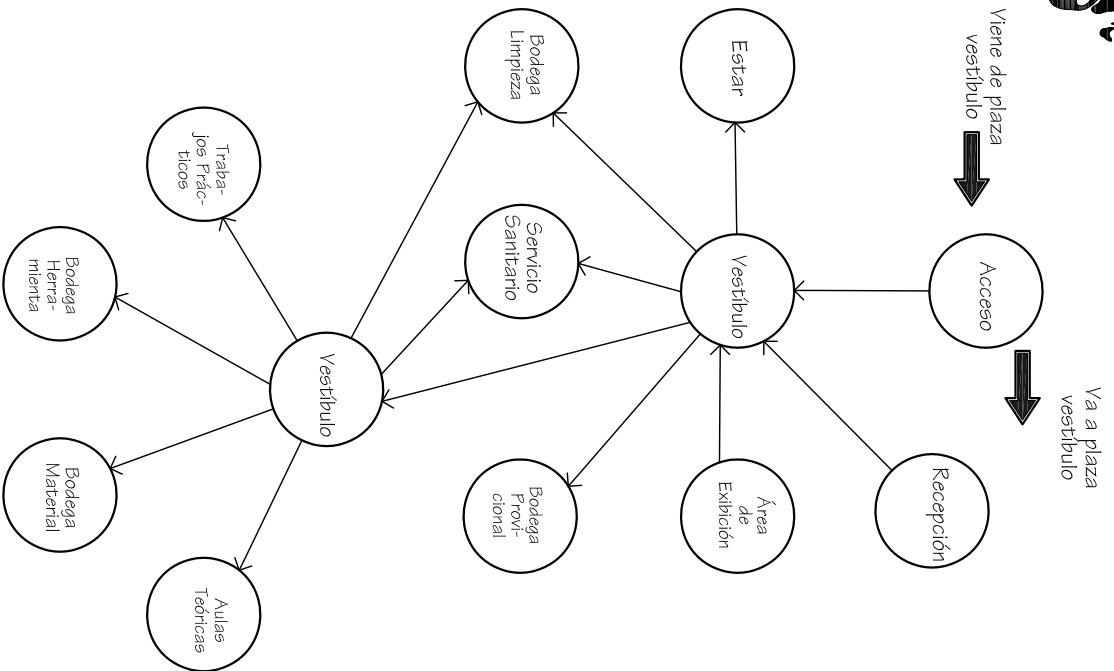 Va a plaza
vestíbulo
Viene de plaza
vestíbulo
Acceso
Recepción
Estar
Vestíbulo
Área
de
Exibición
Bodega
Limpieza
Servicio
Sanitario
Bodega
Provi-
cional
Vestíbulo
Traba-
jos Prác-
ticos
Aulas
Teóricas
Bodega
Herra-
mienta
Bodega
Material